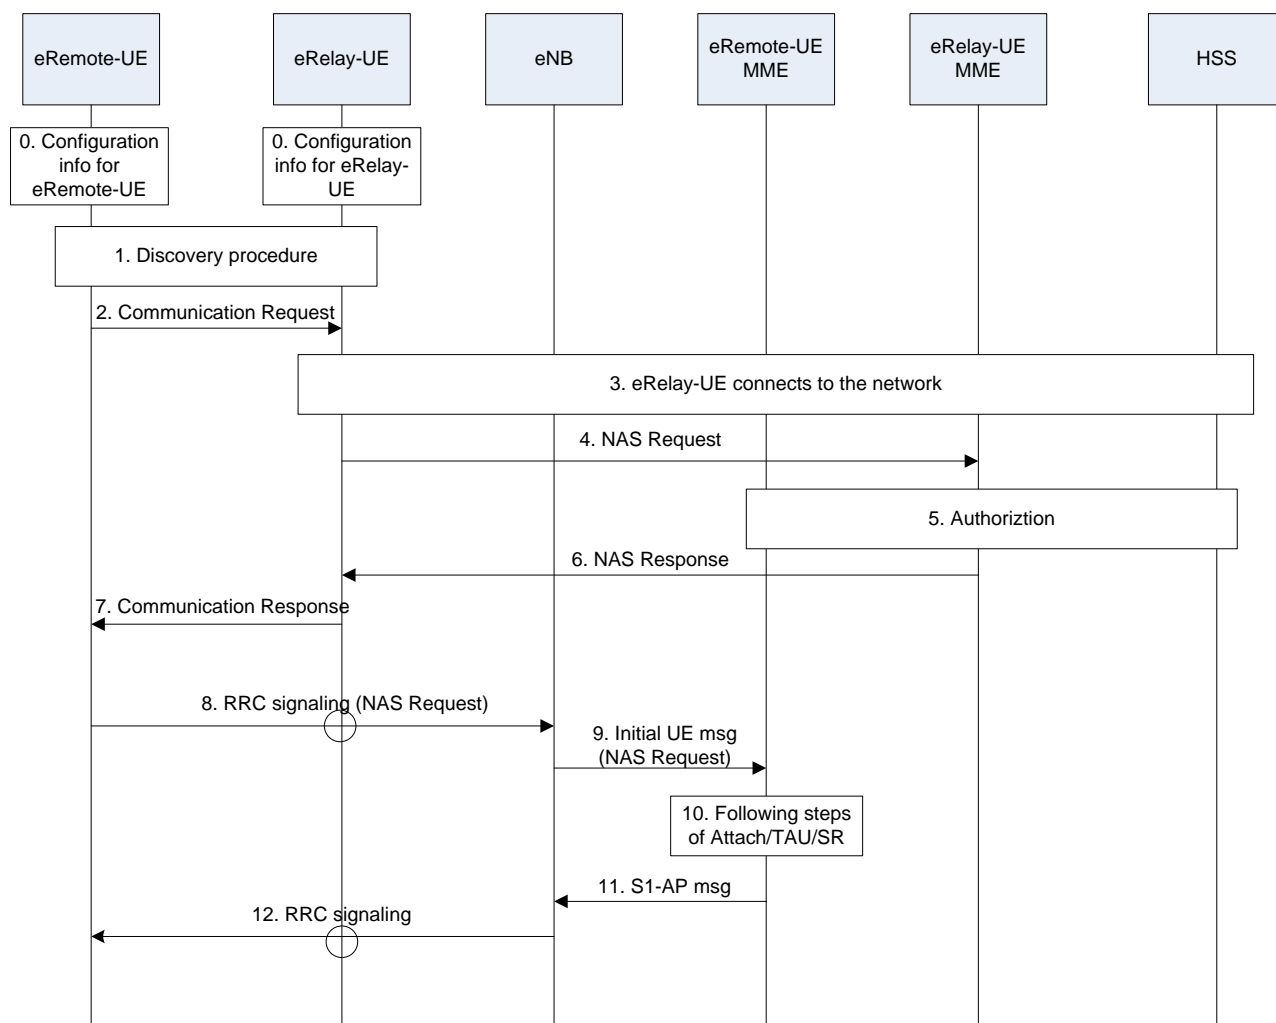 eRemote-UE
eRelay-UE
eNB
eRemote-UE
MME
eRelay-UE
MME
HSS
0. Configuration
info for
eRemote-UE
0. Configuration
info for eRelay-
UE
1. Discovery procedure
2. Communication Request
3. eRelay-UE connects to the network
4. NAS Request
5. Authoriztion
6. NAS Response
7. Communication Response
8. RRC signaling (NAS Request)
9. Initial UE msg
(NAS Request)
10. Following steps
of Attach/TAU/SR
11. S1-AP msg
12. RRC signaling